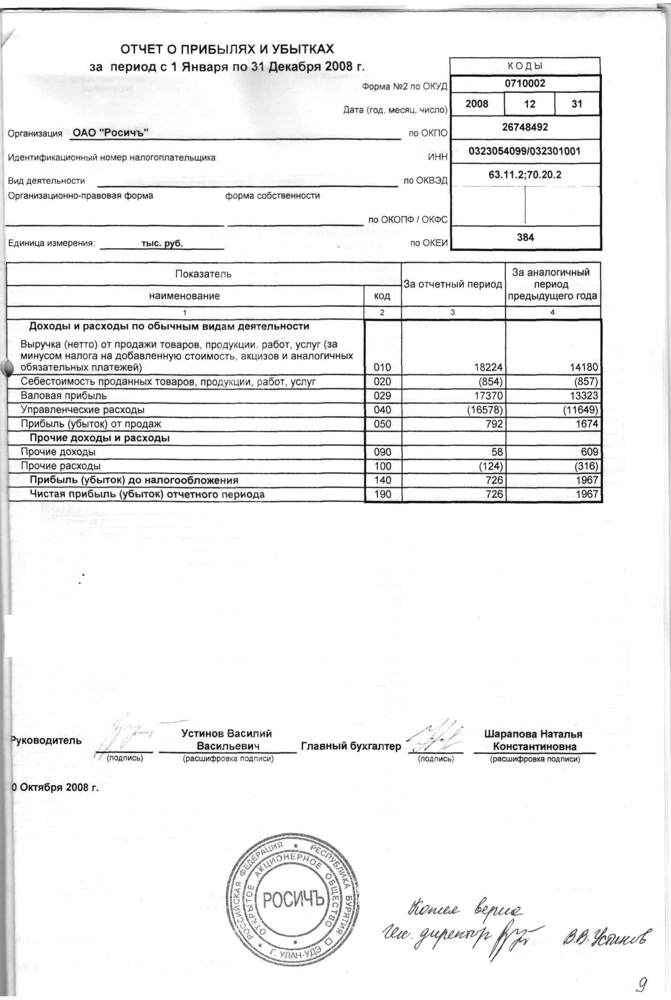 ОТЧЕТ О ПРИБЫЛЯХ И УБЫТКАХ
за период с 1 Января по 31 Декабря 2008 г.
КОДЫ
Форма №2 по ОКУД 0710002
Дата (год, месяц, число) 2008 12 31
Организация ОАО "Росичъ" по ОКПО 26748492
Идентификационный номер налогоплательщика ИНН 0323054099/032301001
Вид деятельности по ОКВЭД 63.11.2;70.20.2
Организационно-правовая форма форма собственности
по ОКОПФ / ОКФС
Единица измерения: тыс. руб. по ОКЕИ 384
Показатель За отчетный период За аналогичный период предыдущего года
наименование код
1 2 3 4
Доходы и расходы по обычным видам деятельности
Выручка (нетто) от продажи товаров, продукции, работ, услуг (за
минусом налога на добавленную стоимость, акцизов и аналогичных
обязательных платежей) 010 18224 14180
Себестоимость проданных товаров, продукции, работ, услуг 020 (854) (857)
Валовая прибыль 029 17370 13323
Управленческие расходы 040 (16578) (11649)
Прибыль (убыток) от продаж 050 792 1674
Прочие доходы и расходы
Прочие доходы 090 58 609
Прочие расходы 100 (124) (316)
Прибыль (убыток) до налогообложения 140 726 1967
Чистая прибыль (убыток) отчетного периода 190 726 1967
Руководитель Устинов Василий Васильевич Главный бухгалтер Шарапова Наталья Константиновна
(подпись) (расшифровка подписи) (подпись) (расшифровка подписи)
0 Октября 2008 г.
РОССИЙСКАЯ ФЕДЕРАЦИЯ * РЕСПУБЛИКА БУРЯТИЯ
ОТКРЫТОЕ АКЦИОНЕРНОЕ ОБЩЕСТВО
РОСИЧЪ
Г. УЛАН-УДЭ
Копия верна
Ген. директор В.В. Устинов
9